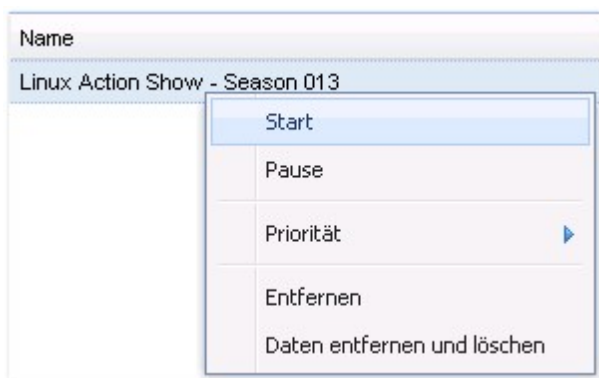 Name
Linux Action Show - Season 013
Start
Pause
Priorität
Entfernen
Daten entfernen und löschen